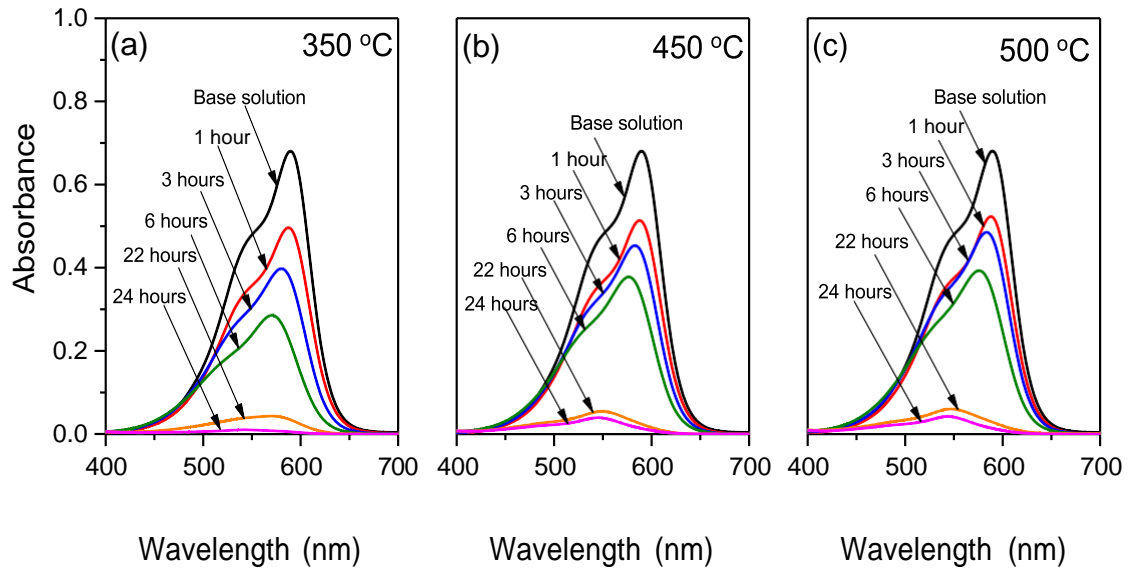 (a) 350 °C
Base solution
1 hour
3 hours
6 hours
22 hours
24 hours
(b) 450 °C
Base solution
1 hour
3 hours
6 hours
22 hours
24 hours
(c) 500 °C
Base solution
1 hour
3 hours
6 hours
22 hours
24 hours
Absorbance
1.0
0.8
0.6
0.4
0.2
0.0
400 500 600 700
400 500 600 700
400 500 600 700
Wavelength (nm)
Wavelength (nm)
Wavelength (nm)